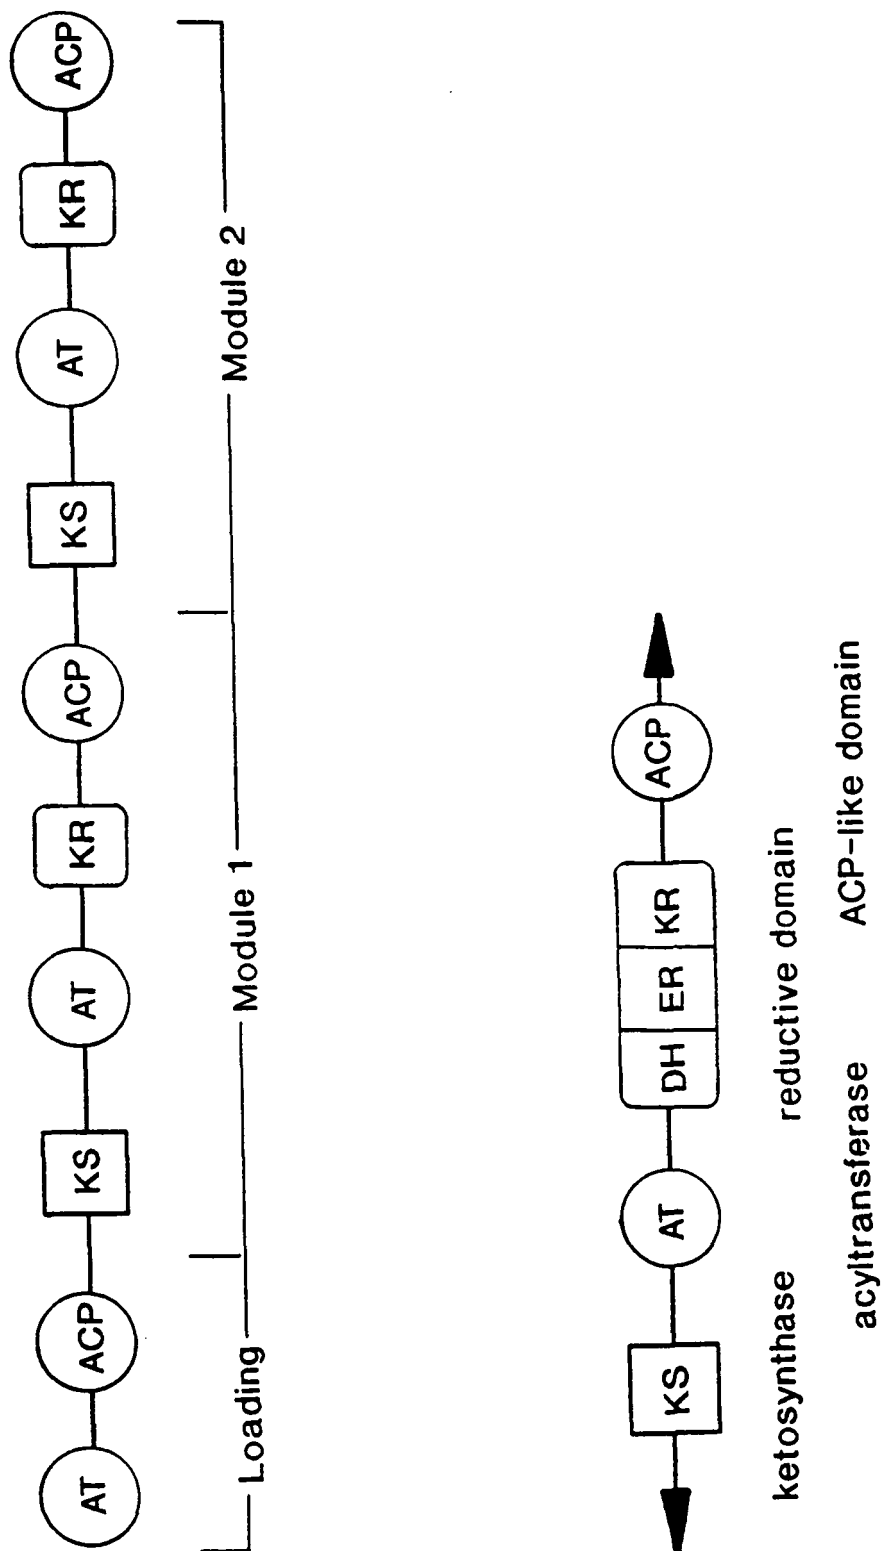 AT ACP KS AT KR ACP KS AT KR ACP
Loading Module 1 Module 2
KS AT DH ER KR ACP
ketosynthase reductive domain
acyltransferase ACP-like domain